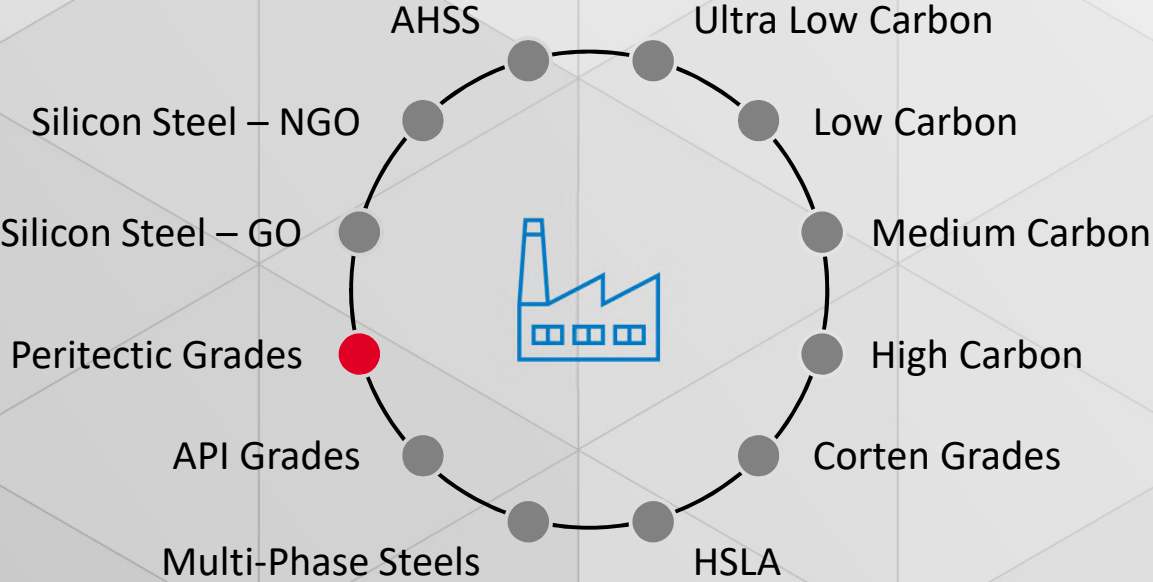 AHSS
Ultra Low Carbon
Silicon Steel – NGO
Low Carbon
Silicon Steel – GO
Medium Carbon
Peritectic Grades
High Carbon
API Grades
Corten Grades
Multi-Phase Steels
HSLA